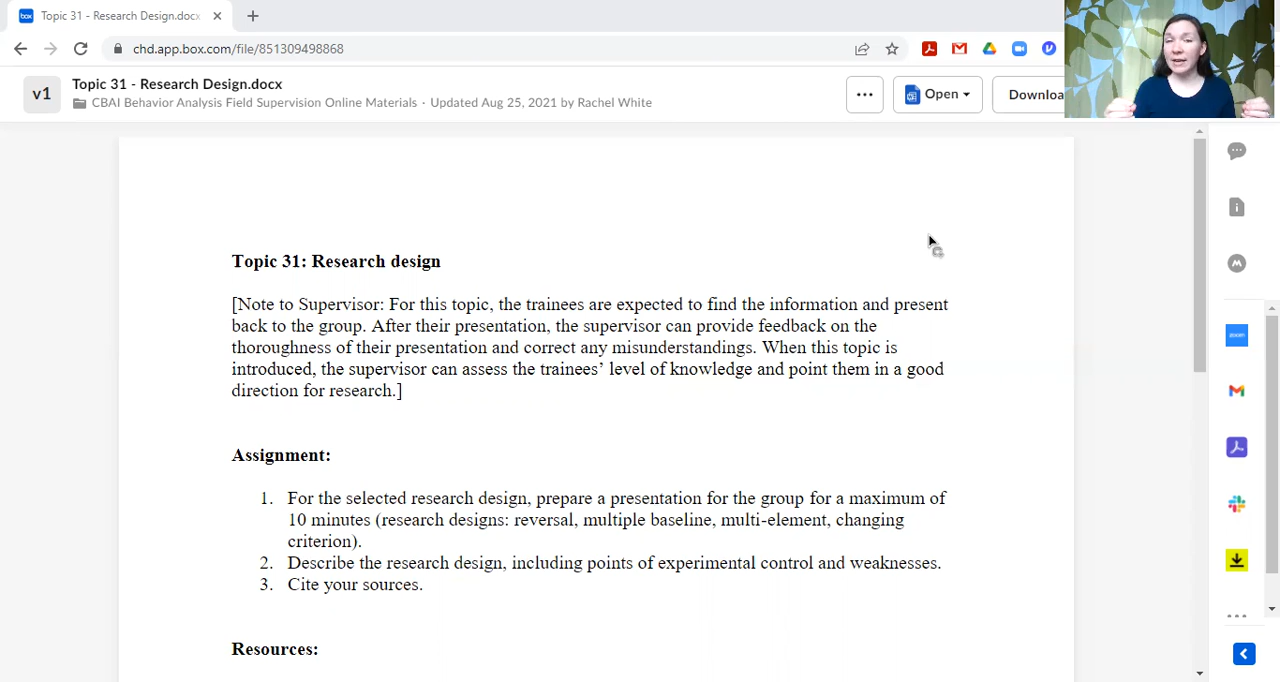 box Topic 31 - Research Design.docx
chd.app.box.com/file/851309498868
v1
Topic 31 - Research Design.docx
CBAI Behavior Analysis Field Supervision Online Materials · Updated Aug 25, 2021 by Rachel White
Open
Downloa
Topic 31: Research design
[Note to Supervisor: For this topic, the trainees are expected to find the information and present
back to the group. After their presentation, the supervisor can provide feedback on the
thoroughness of their presentation and correct any misunderstandings. When this topic is
introduced, the supervisor can assess the trainees’ level of knowledge and point them in a good
direction for research.]
Assignment:
1. For the selected research design, prepare a presentation for the group for a maximum of
10 minutes (research designs: reversal, multiple baseline, multi-element, changing
criterion).
2. Describe the research design, including points of experimental control and weaknesses.
3. Cite your sources.
Resources:
zoom